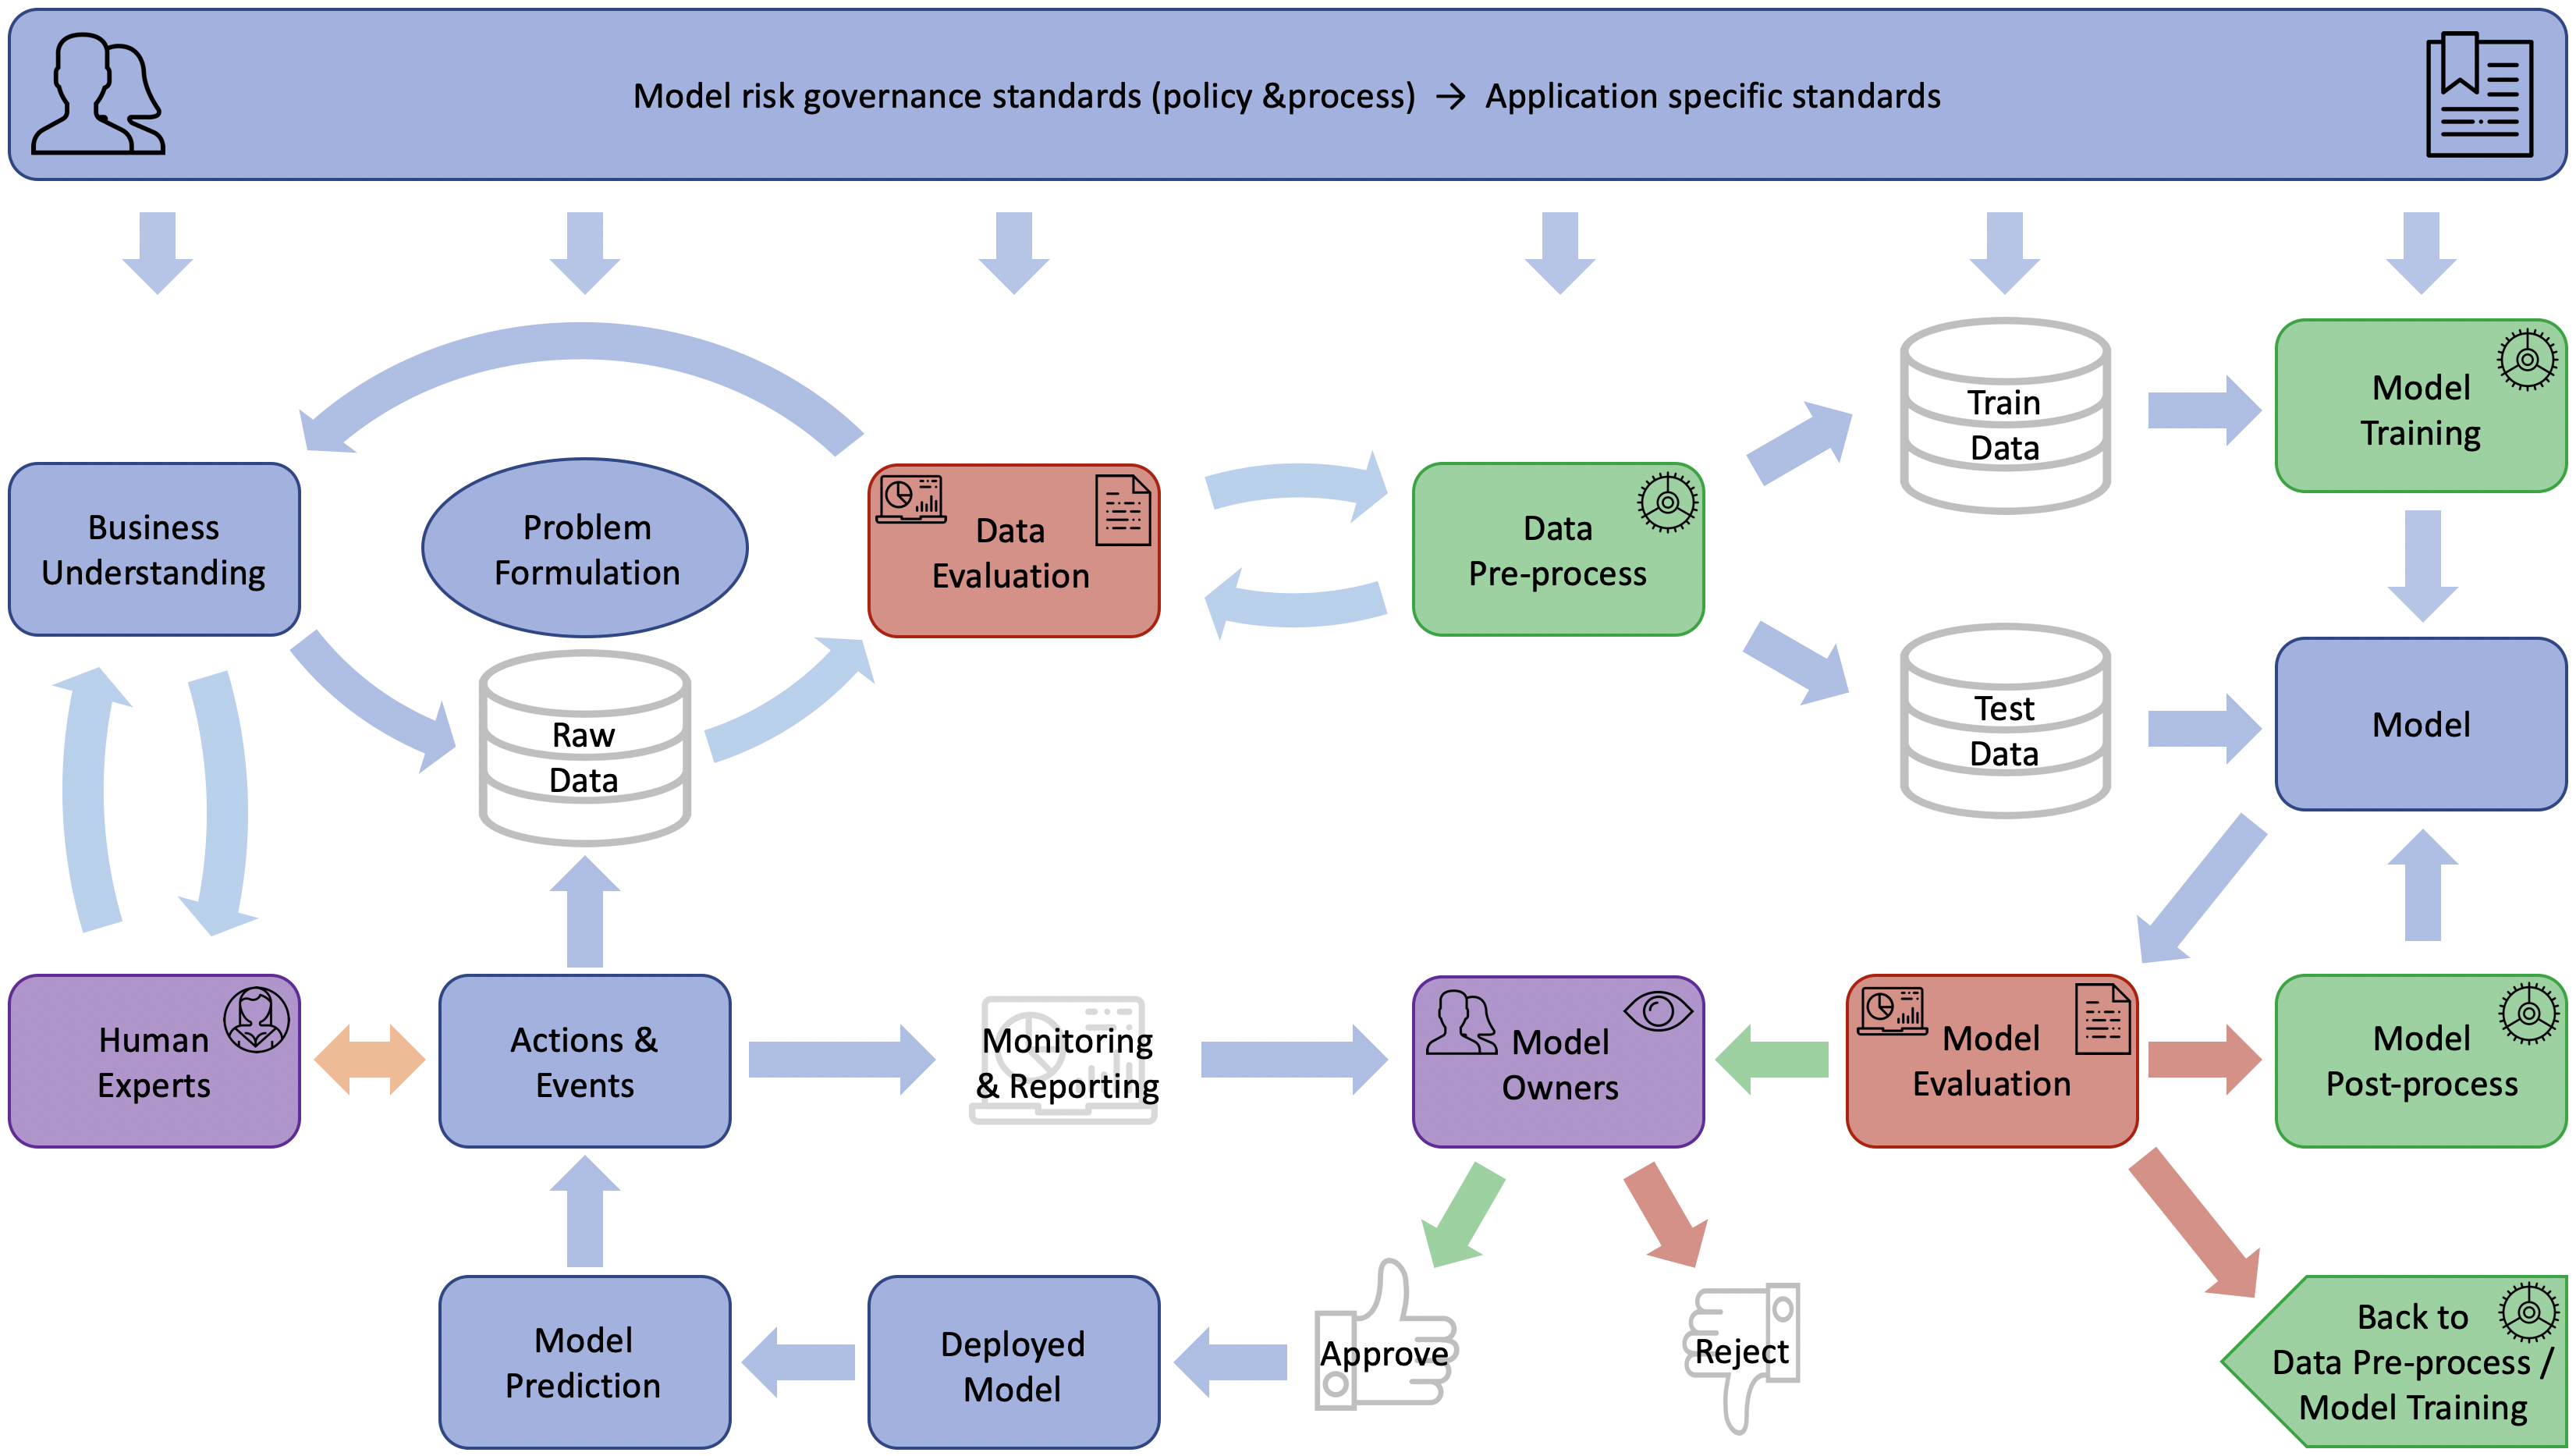 Model risk governance standards (policy &process) → Application specific standards
Train
Data
Model
Training
Business
Understanding
Problem
Formulation
Data
Evaluation
Data
Pre-process
Raw
Data
Test
Data
Model
Human
Experts
Actions &
Events
Monitoring
& Reporting
Model
Owners
Model
Evaluation
Model
Post-process
Model
Prediction
Deployed
Model
Approve
Reject
Back to
Data Pre-process /
Model Training